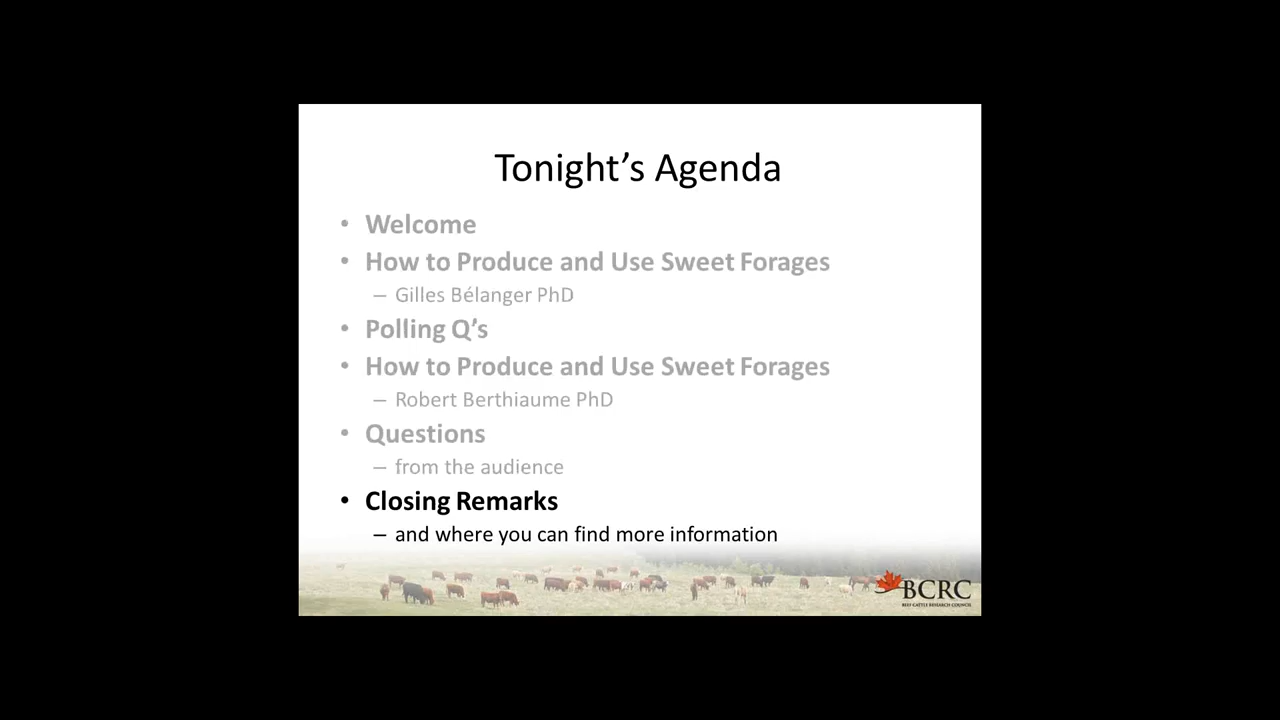 Tonight’s Agenda
• Welcome
• How to Produce and Use Sweet Forages
– Gilles Bélanger PhD
• Polling Q’s
• How to Produce and Use Sweet Forages
– Robert Berthiaume PhD
• Questions
– from the audience
• Closing Remarks
– and where you can find more information
BCRC
BEEF CATTLE RESEARCH COUNCIL